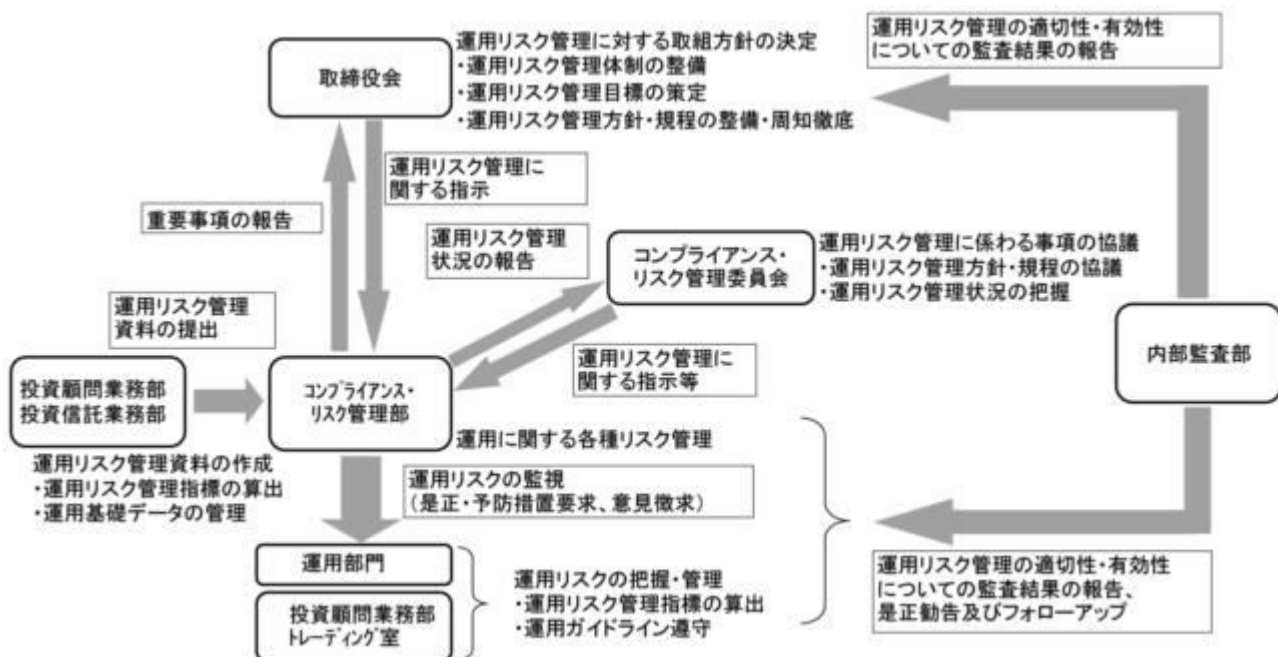 取締役会
運用リスク管理に対する取組方針の決定
・運用リスク管理体制の整備
・運用リスク管理目標の策定
・運用リスク管理方針・規程の整備・周知徹底
運用リスク管理の適切性・有効性
についての監査結果の報告
運用リスク管理に
関する指示
重要事項の報告
運用リスク管理
状況の報告
コンプライアンス・
リスク管理委員会
運用リスク管理に係わる事項の協議
・運用リスク管理方針・規程の協議
・運用リスク管理状況の把握
運用リスク管理
資料の提出
内部監査部
運用リスク管理に
関する指示等
投資顧問業務部
投資信託業務部
コンプライアンス・
リスク管理部
運用に関する各種リスク管理
運用リスク管理資料の作成
・運用リスク管理指標の算出
・運用基礎データの管理
運用リスクの監視
(是正・予防措置要求、意見徴求)
運用部門
投資顧問業務部
トレーディング室
運用リスクの把握・管理
・運用リスク管理指標の算出
・運用ガイドライン遵守
運用リスク管理の適切性・有効性
についての監査結果の報告、
是正勧告及びフォローアップ